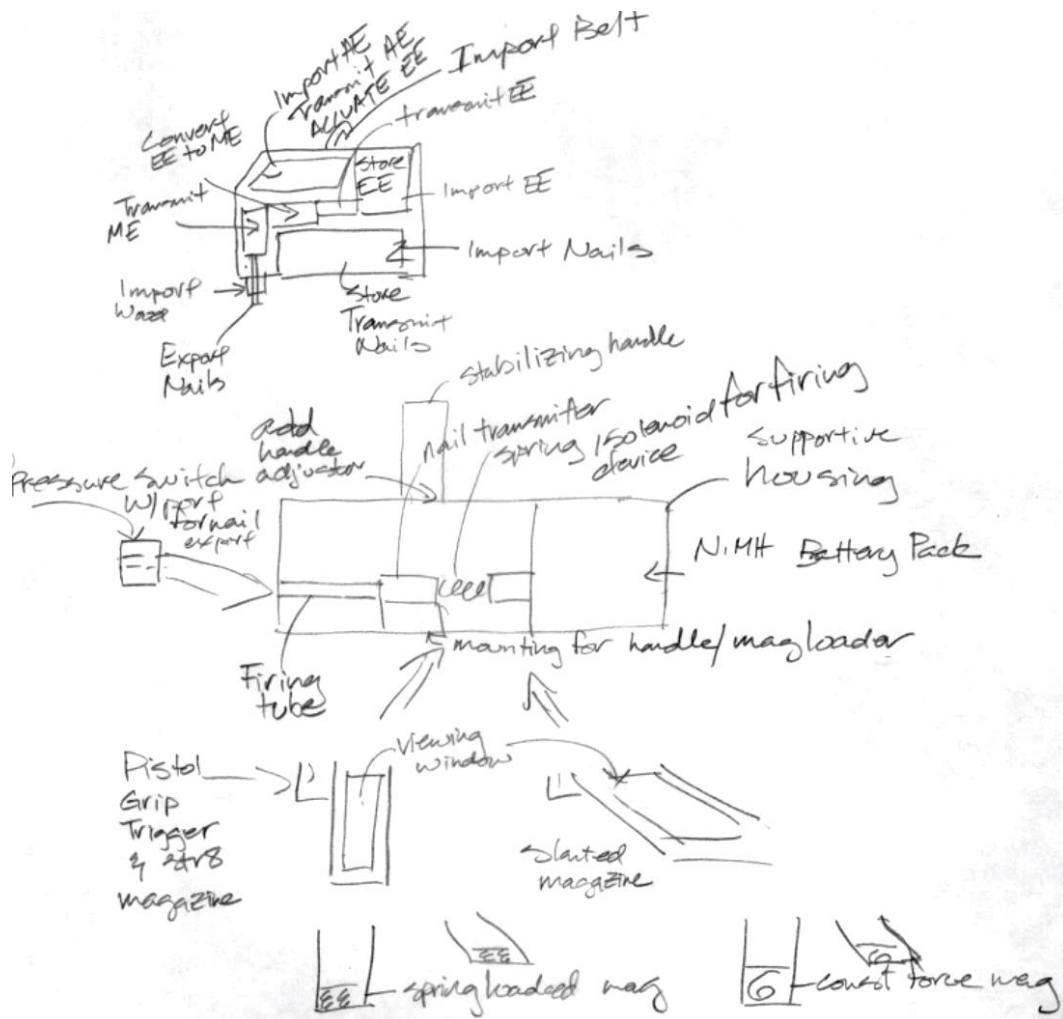 Import AE
Transmit AE
ACUATE EE
Import Belt
transmit EE
Convert
EE to ME
Store
EE
Import EE
Transmit
ME
Import Nails
Import
Export
Nails
Store
Transmit
Nails
stabilizing handle
add
handle
adjustor
nail transmitter
spring/solenoid for firing
device
supportive
housing
Pressure switch
w/port
for nail
export
NiMH Battery Pack
mounting for handle/mag loader
Firing
tube
viewing
window
Pistol
Grip
Trigger
& str8
magazine
Slanted
magazine
spring loaded mag
const force mag